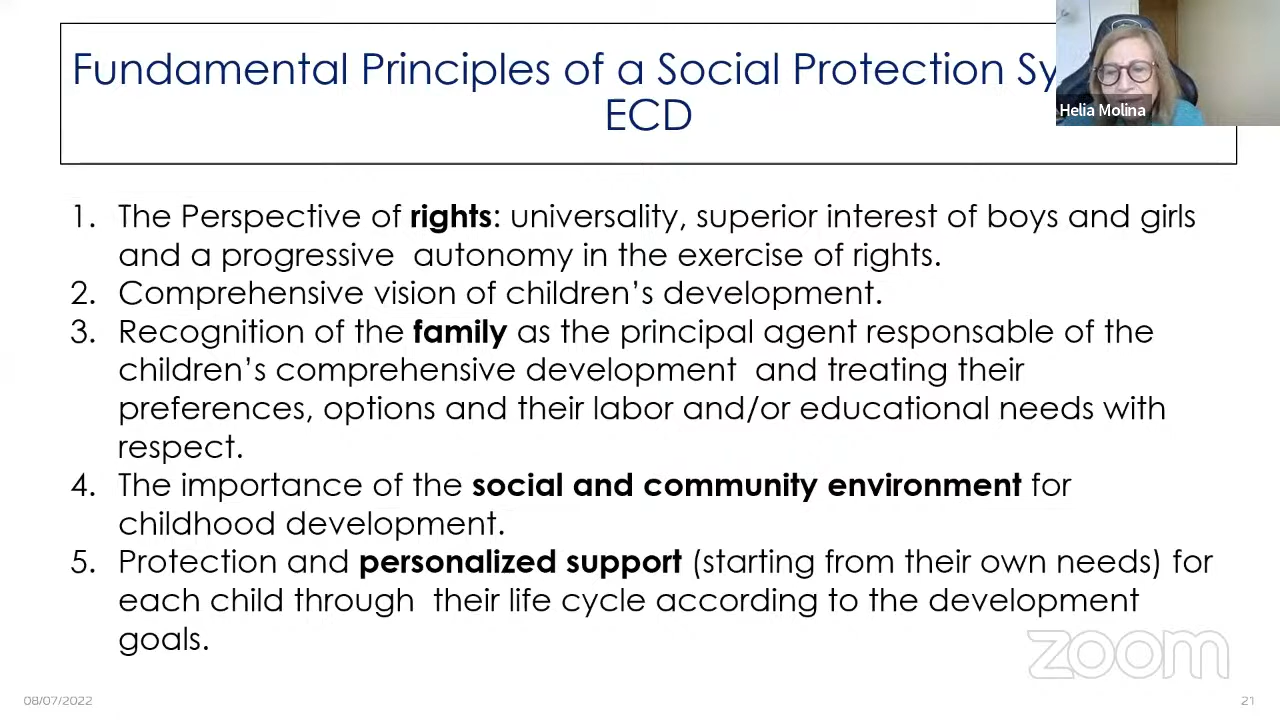 Fundamental Principles of a Social Protection
ECD
Helia Molina
1. The Perspective of rights: universality, superior interest of boys and girls
and a progressive autonomy in the exercise of rights.
2. Comprehensive vision of children's development.
3. Recognition of the family as the principal agent responsable of the
children's comprehensive development and treating their
preferences, options and their labor and/or educational needs with
respect.
4. The importance of the social and community environment for
childhood development.
5. Protection and personalized support (starting from their own needs) for
each child through their life cycle according to the development
goals.
zoom
08/07/2022
21